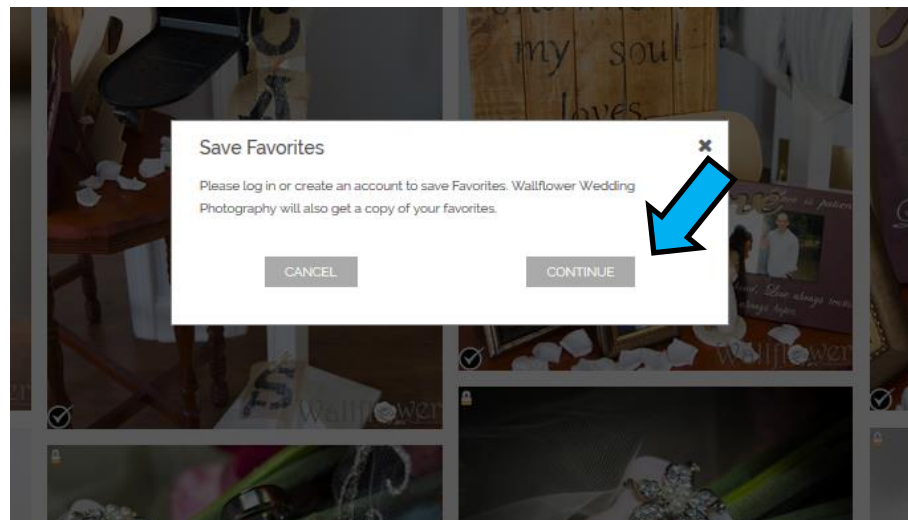 my soul
loves
Save Favorites
Please log in or create an account to save Favorites. Wallflower Wedding
Photography will also get a copy of your favorites.
CANCEL
CONTINUE
Wallflower
Wallflower